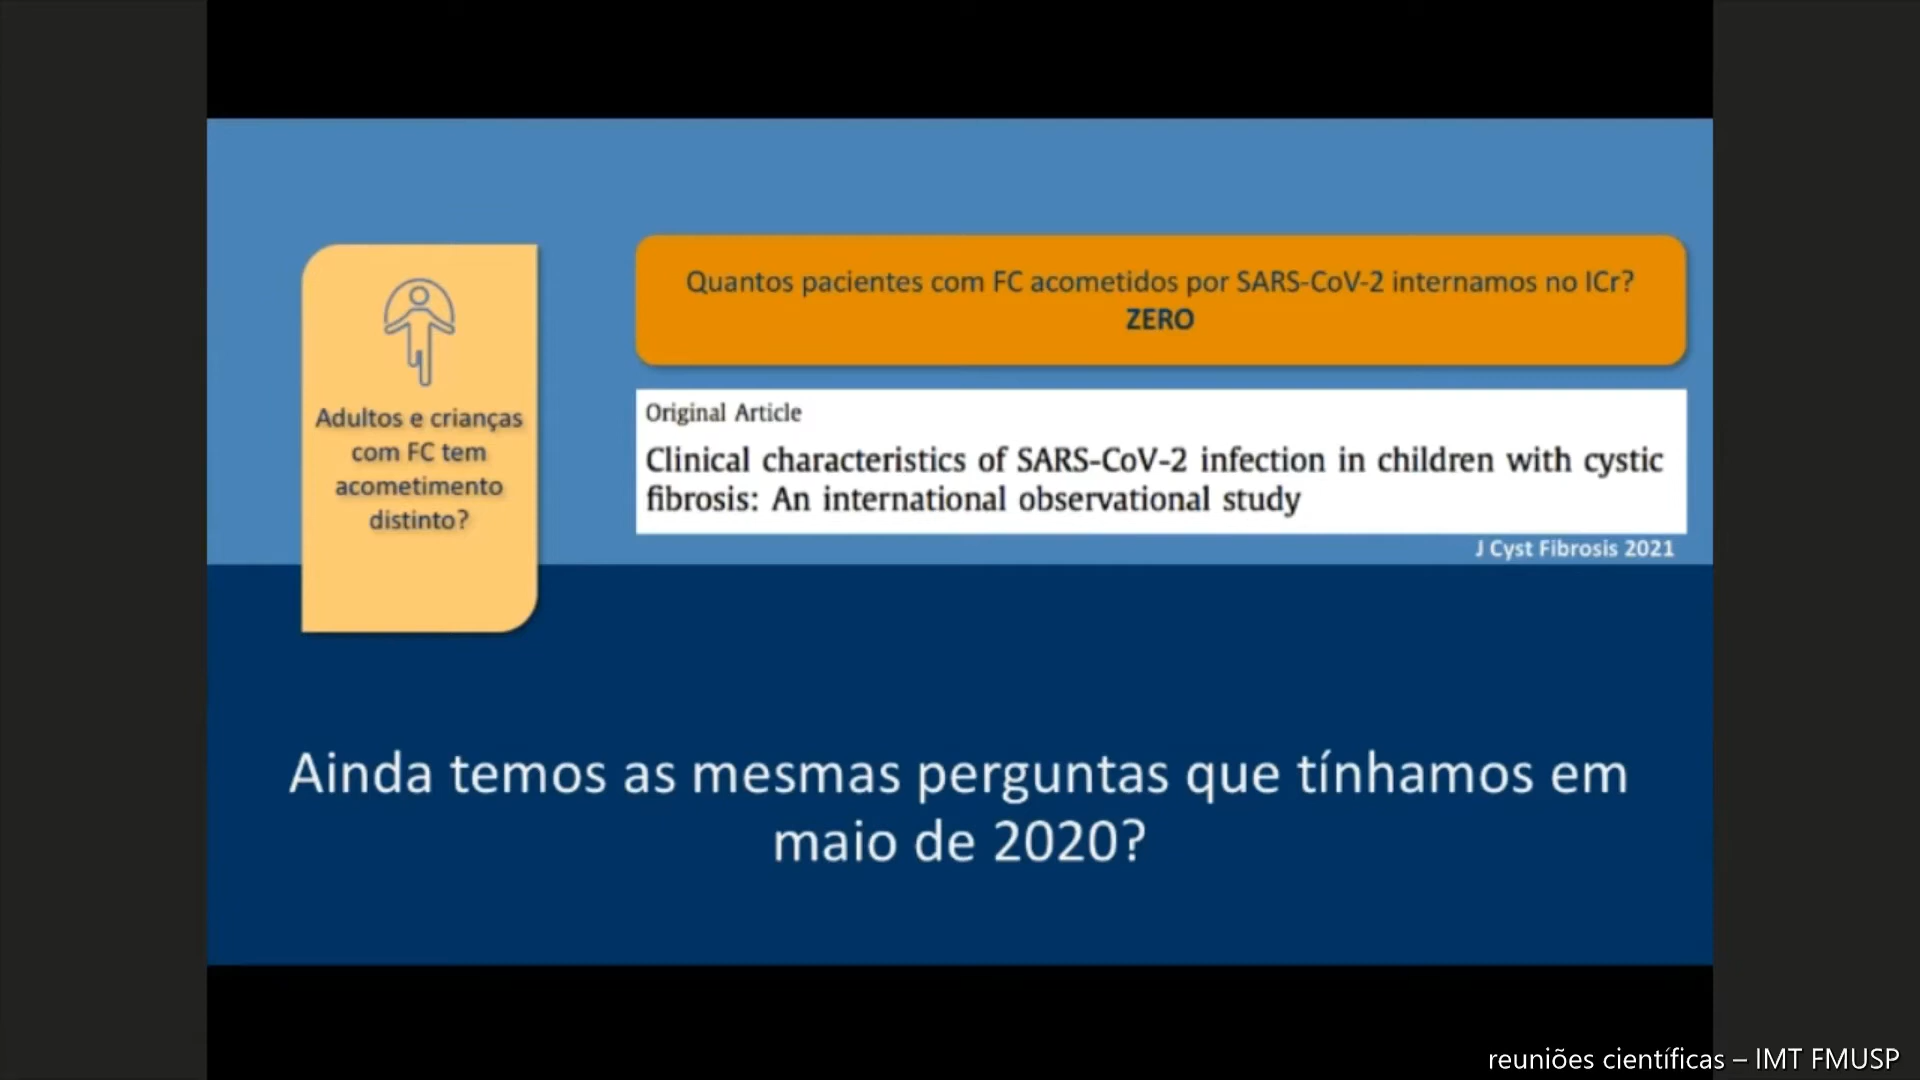 Adultos e crianças
com FC tem
acometimento
distinto?
Quantos pacientes com FC acometidos por SARS-CoV-2 internamos no ICr?
ZERO
Original Article
Clinical characteristics of SARS-CoV-2 infection in children with cystic
fibrosis: An international observational study
J Cyst Fibrosis 2021
Ainda temos as mesmas perguntas que tínhamos em
maio de 2020?
reuniões científicas – IMT FMUSP